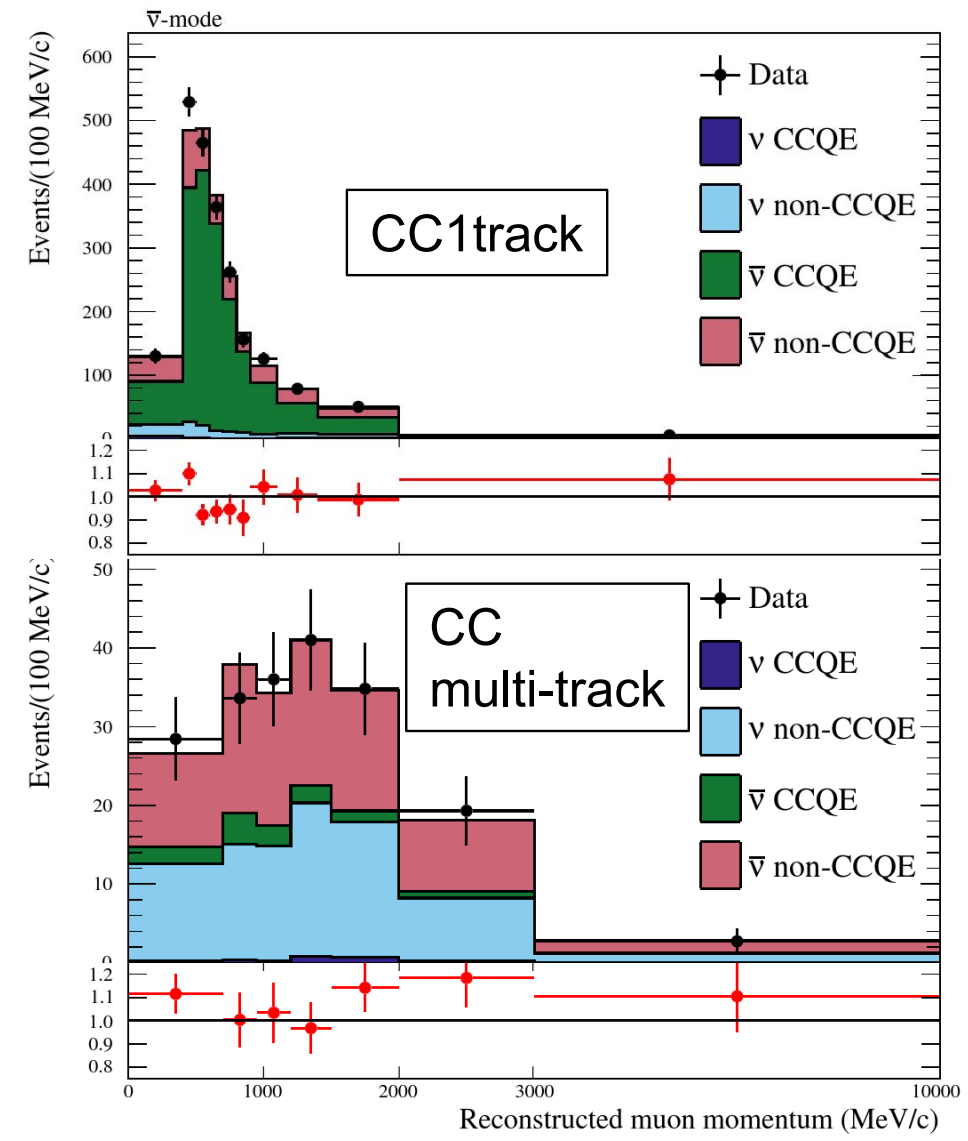 ν̅-mode
Events/(100 MeV/c)
600
500
400
300
200
100
0
Data
ν CCQE
ν non-CCQE
ν̅ CCQE
ν̅ non-CCQE
CC1track
1.2
1.1
1.0
0.9
0.8
0
1000
2000
Events/(100 MeV/c)
50
40
30
20
10
0
Data
ν CCQE
ν non-CCQE
ν̅ CCQE
ν̅ non-CCQE
CC
multi-track
1.2
1.1
1.0
0.9
0.8
0 1000 2000 3000 10000
Reconstructed muon momentum (MeV/c)